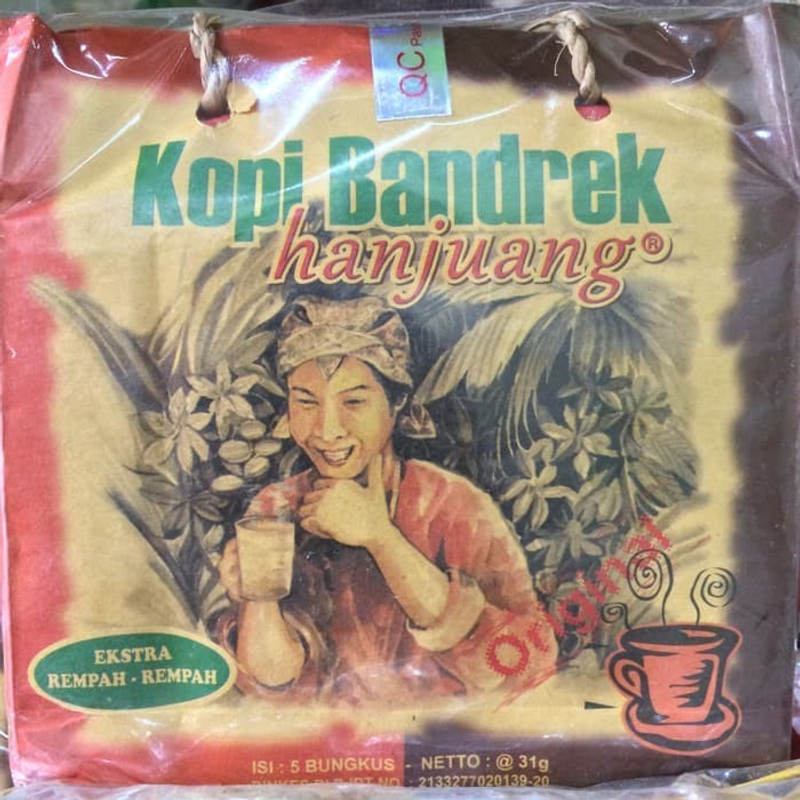 QC
Kopi Bandrek
hanjuang®
Original
EKSTRA
REMPAH - REMPAH
ISI : 5 BUNGKUS - NETTO : @ 31g
2133277020139-20